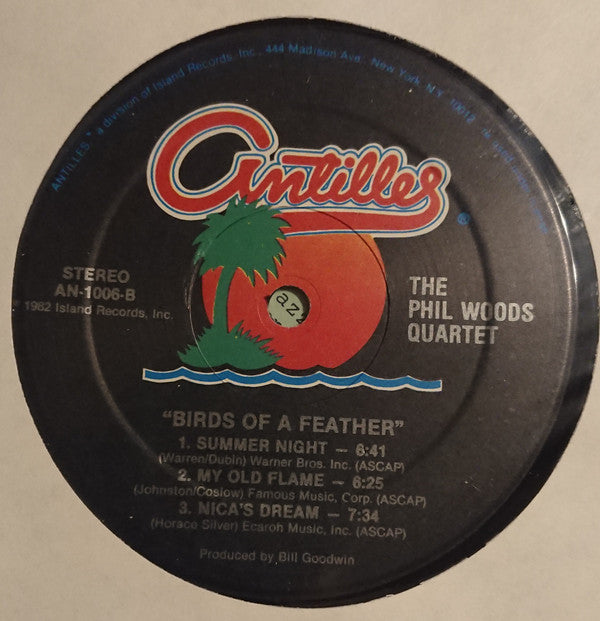 ANTILLES, a division of Island Records, Inc., 444 Madison Ave., New York, N.Y.
Antilles®
STEREO
AN-1006-B
1982 Island Records, Inc.
THE
PHIL WOODS
QUARTET
az
"BIRDS OF A FEATHER"
1. SUMMER NIGHT — 6:41
(Warren/Dubin) Warner Bros. Inc. (ASCAP)
2. MY OLD FLAME — 6:25
(Johnston/Coslow) Famous Music, Corp. (ASCAP)
3. NICA'S DREAM — 7:34
(Horace Silver) Ecaroh Music, Inc. (ASCAP)
Produced by Bill Goodwin